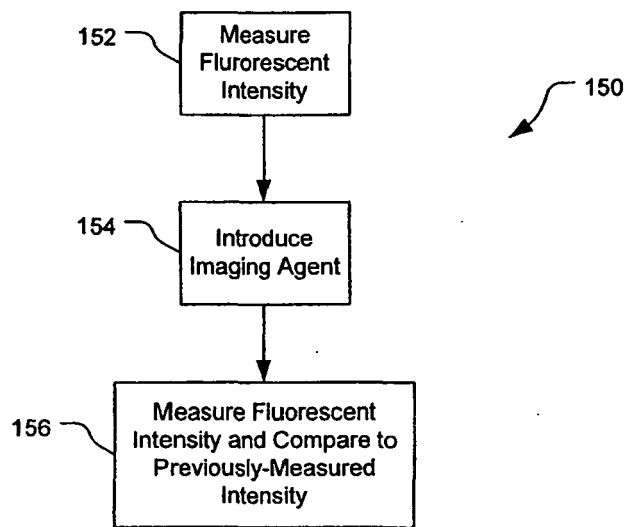 152
Measure
Flurorescent
Intensity
150
154
Introduce
Imaging Agent
156
Measure Fluorescent
Intensity and Compare to
Previously-Measured
Intensity